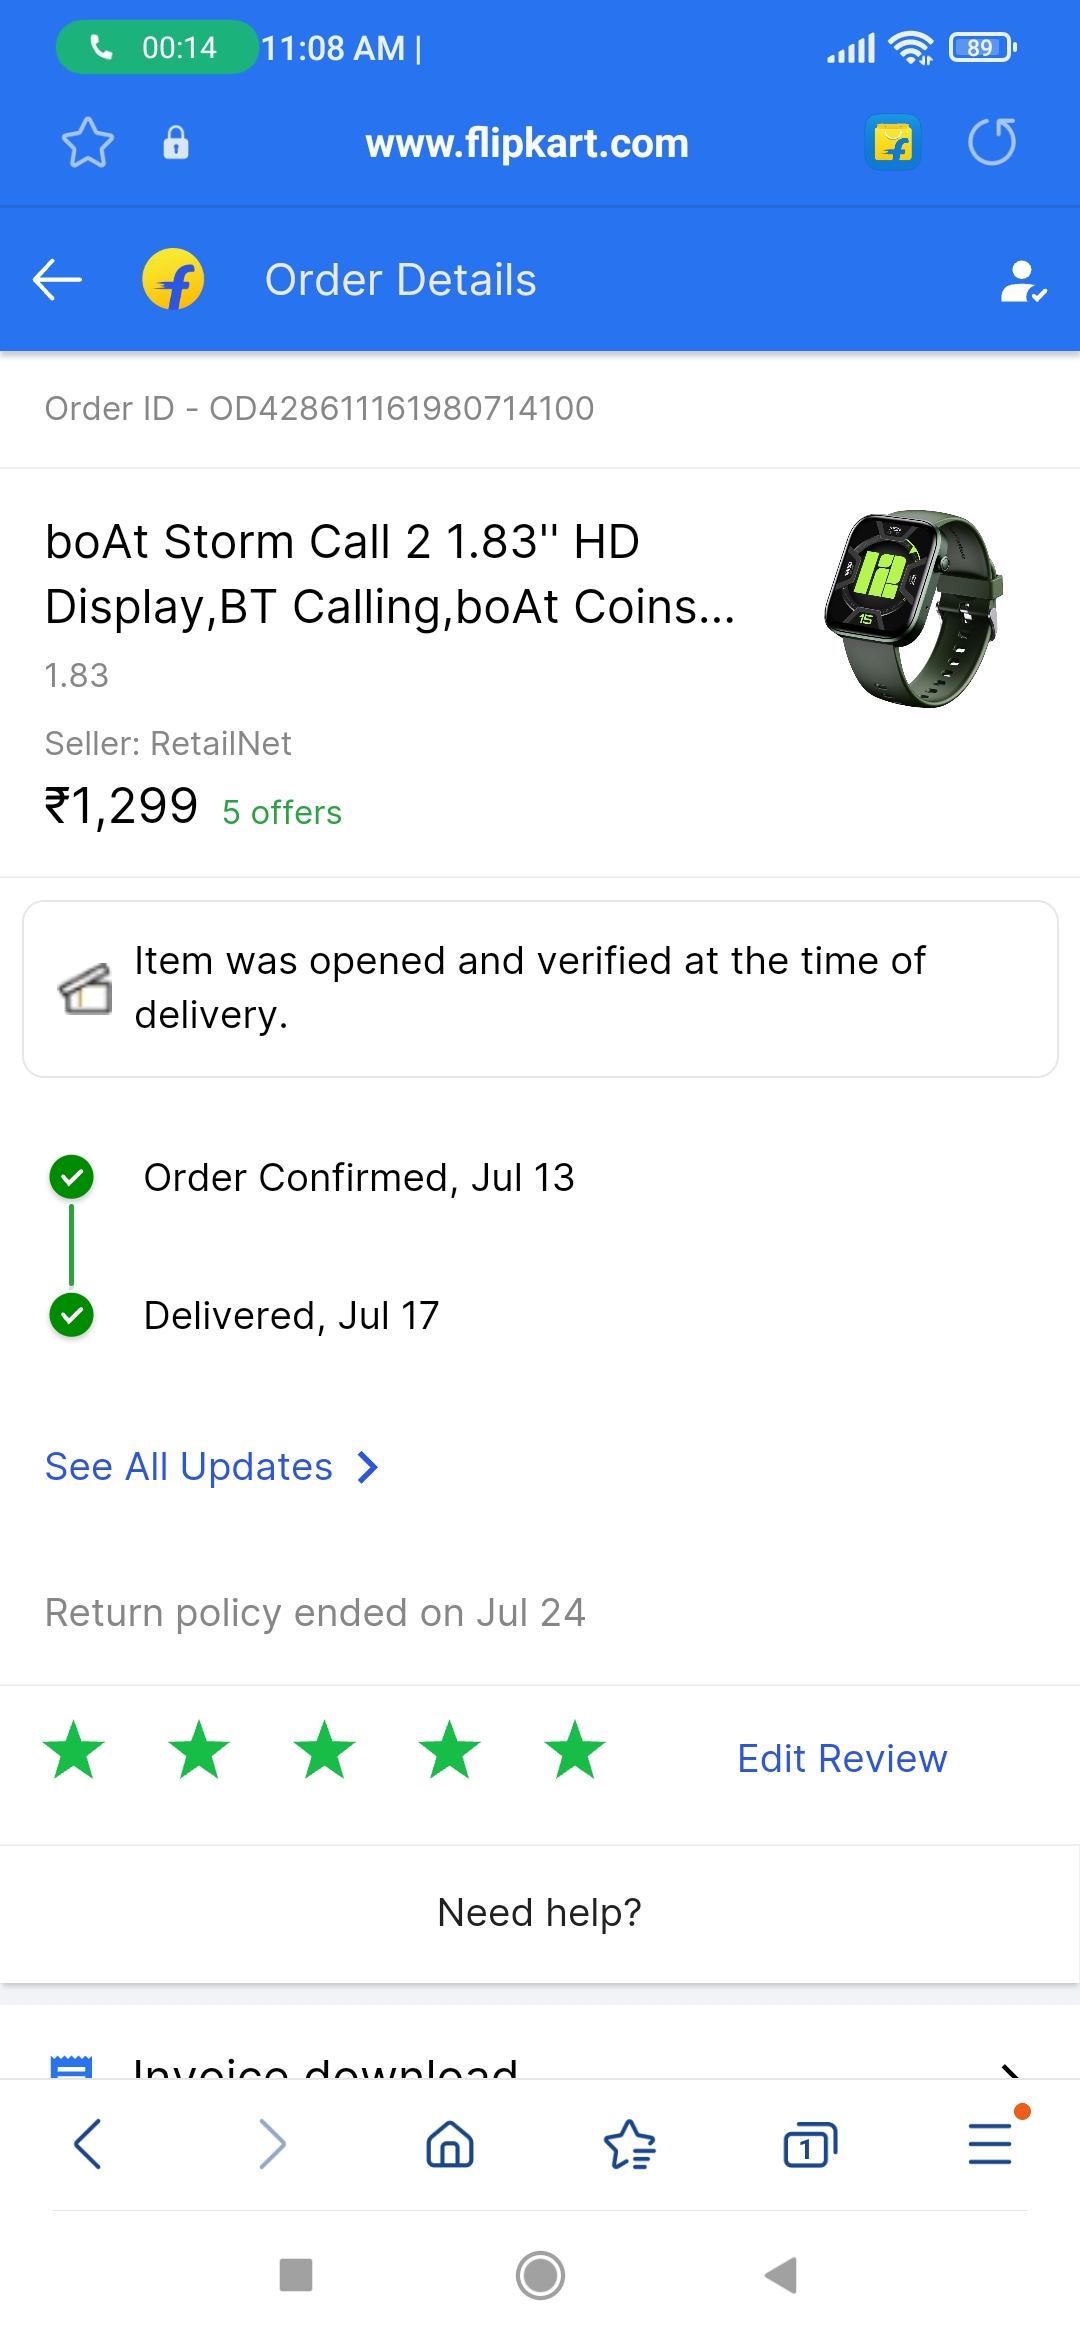 00:14 11:08 AM | 89
www.flipkart.com
Order Details
Order ID - OD428611161980714100
boAt Storm Call 2 1.83'' HD
Display,BT Calling,boAt Coins...
1.83
Seller: RetailNet
₹1,299 5 offers
Item was opened and verified at the time of
delivery.
Order Confirmed, Jul 13
Delivered, Jul 17
See All Updates
Return policy ended on Jul 24
Edit Review
Need help?
Invoice download
1